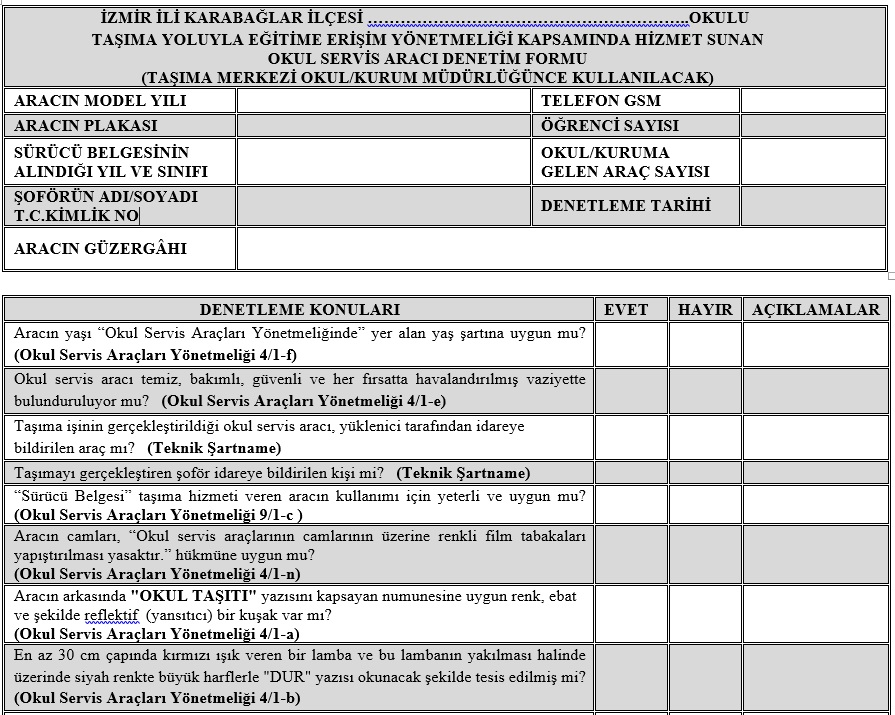 İZMİR İLİ KARABAĞLAR İLÇESİ ……………………………………………….OKULU
TAŞIMA YOLUYLA EĞİTİME ERİŞİM YÖNETMELİĞİ KAPSAMINDA HİZMET SUNAN
OKUL SERVİS ARACI DENETİM FORMU
(TAŞIMA MERKEZİ OKUL/KURUM MÜDÜRLÜĞÜNCE KULLANILACAK)
ARACIN MODEL YILI TELEFON GSM
ARACIN PLAKASI ÖĞRENCİ SAYISI
SÜRÜCÜ BELGESİNİN
ALINDIĞI YIL VE SINIFI
OKUL/KURUMA
GELEN ARAÇ SAYISI
ŞOFÖRÜN ADI/SOYADI
T.C.KİMLİK NO
DENETLEME TARİHİ
ARACIN GÜZERGÂHI
DENETLEME KONULARI EVET HAYIR AÇIKLAMALAR
Aracın yaşı “Okul Servis Araçları Yönetmeliğinde” yer alan yaş şartına uygun mu?
(Okul Servis Araçları Yönetmeliği 4/1-f)
Okul servis aracı temiz, bakımlı, güvenli ve her fırsatta havalandırılmış vaziyette
bulunduruluyor mu? (Okul Servis Araçları Yönetmeliği 4/1-e)
Taşıma işinin gerçekleştirildiği okul servis aracı, yüklenici tarafından idareye
bildirilen araç mı? (Teknik Şartname)
Taşımayı gerçekleştiren şoför idareye bildirilen kişi mi? (Teknik Şartname)
“Sürücü Belgesi” taşıma hizmeti veren aracın kullanımı için yeterli ve uygun mu?
(Okul Servis Araçları Yönetmeliği 9/1-c )
Aracın camları, “Okul servis araçlarının camlarının üzerine renkli film tabakaları
yapıştırılması yasaktır.” hükmüne uygun mu?
(Okul Servis Araçları Yönetmeliği 4/1-n)
Aracın arkasında "OKUL TAŞITI" yazısını kapsayan numunesine uygun renk, ebat
ve şekilde reflektif (yansıtıcı) bir kuşak var mı?
(Okul Servis Araçları Yönetmeliği 4/1-a)
En az 30 cm çapında kırmızı ışık veren bir lamba ve bu lambanın yakılması halinde
üzerinde siyah renkte büyük harflerle "DUR" yazısı okunacak şekilde tesis edilmiş mi?
(Okul Servis Araçları Yönetmeliği 4/1-b)